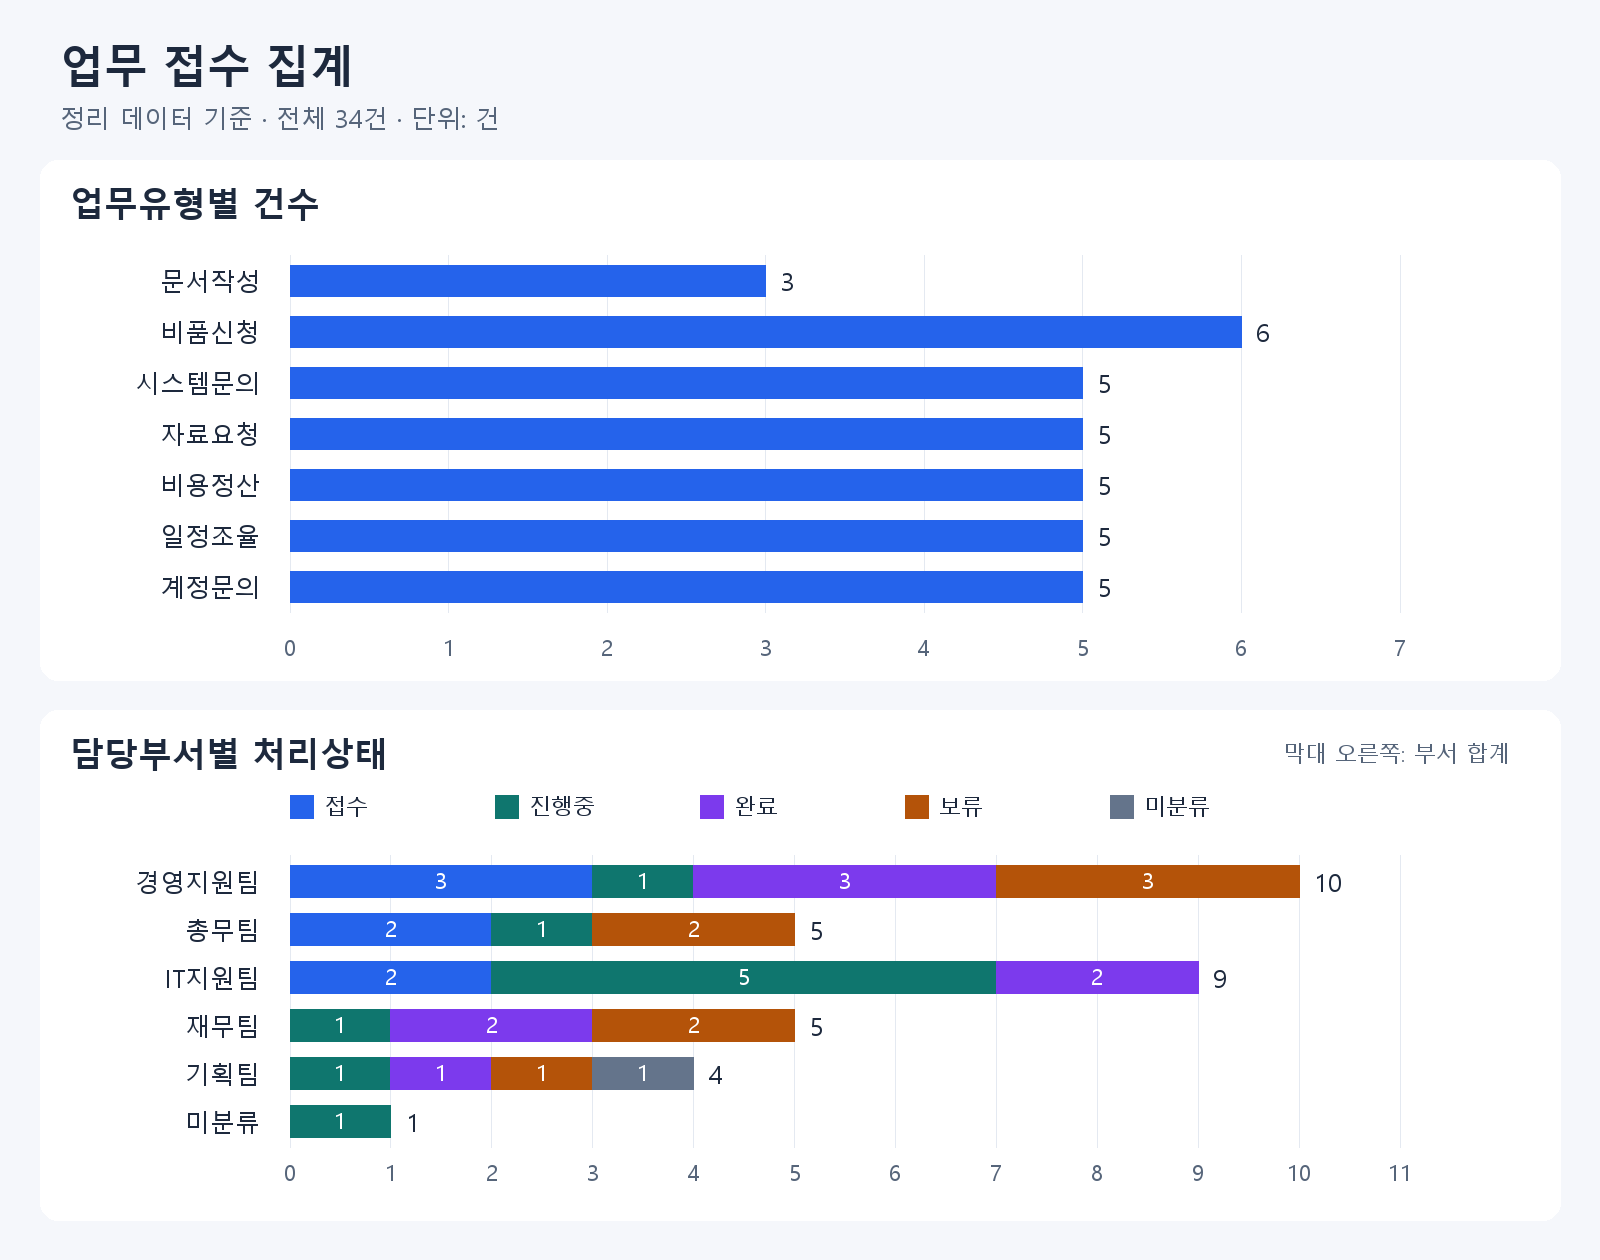 업무 접수 집계
정리 데이터 기준 · 전체 34건 · 단위: 건
업무유형별 건수
문서작성 3
비품신청 6
시스템문의 5
자료요청 5
비용정산 5
일정조율 5
계정문의 5
0 1 2 3 4 5 6 7
담당부서별 처리상태 막대 오른쪽: 부서 합계
접수 진행중 완료 보류 미분류
경영지원팀 3 1 3 3 10
총무팀 2 1 2 5
IT지원팀 2 5 2 9
재무팀 1 2 2 5
기획팀 1 1 1 1 4
미분류 1 1
0 1 2 3 4 5 6 7 8 9 10 11